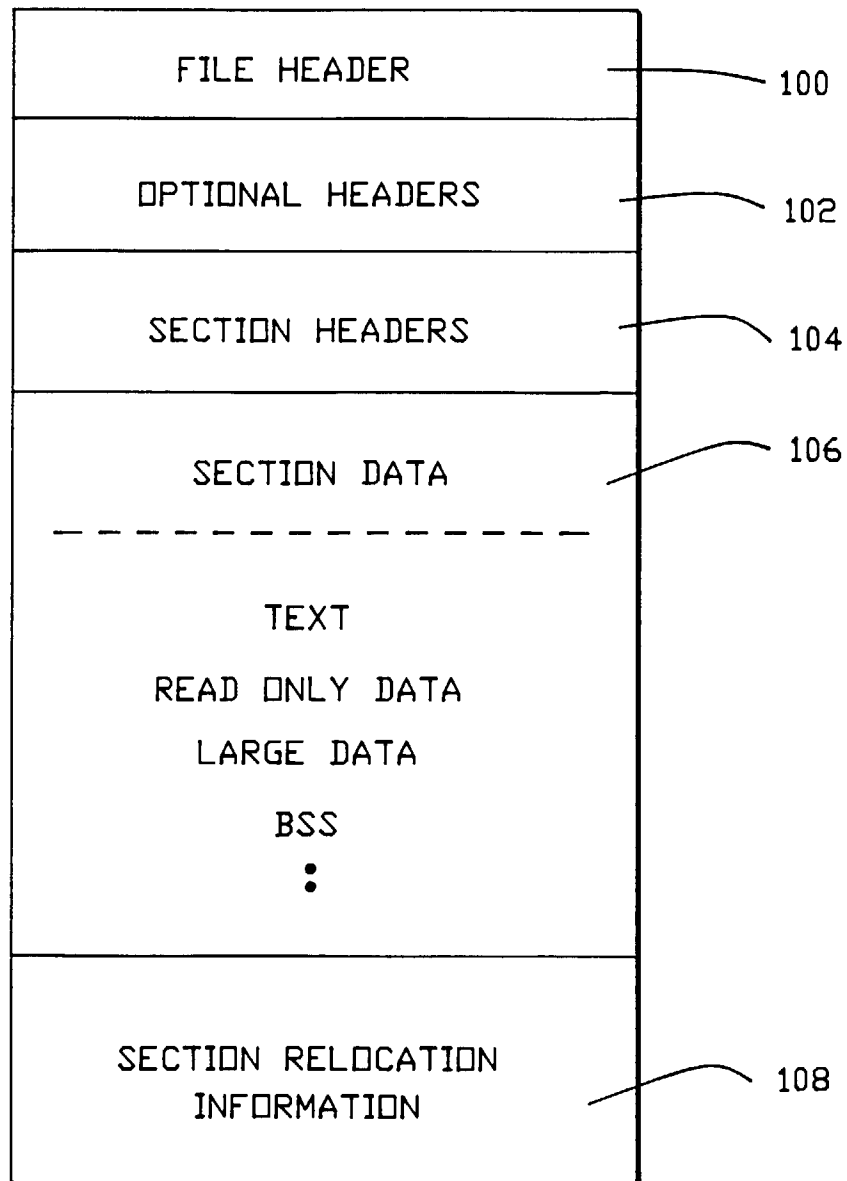 FILE HEADER
100
OPTIONAL HEADERS
102
SECTION HEADERS
104
SECTION DATA
106
TEXT
READ ONLY DATA
LARGE DATA
BSS
SECTION RELOCATION
INFORMATION
108